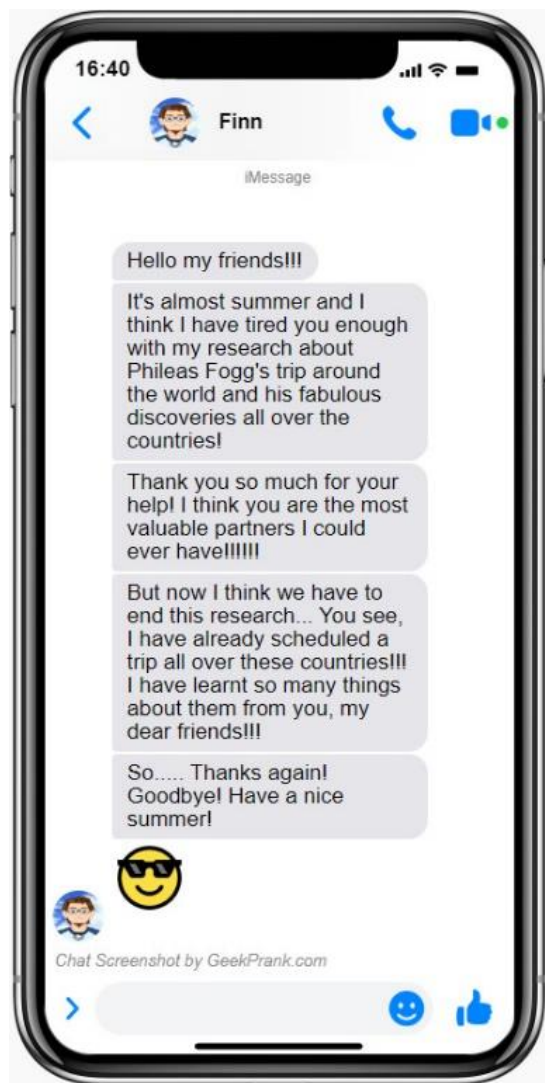 16:40
Finn
iMessage
Hello my friends!!!
It's almost summer and I
think I have tired you enough
with my research about
Phileas Fogg's trip around
the world and his fabulous
discoveries all over the
countries!
Thank you so much for your
help! I think you are the most
valuable partners I could
ever have!!!!!!
But now I think we have to
end this research... You see,
I have already scheduled a
trip all over these countries!!!
I have learnt so many things
about them from you, my
dear friends!!!
So..... Thanks again!
Goodbye! Have a nice
summer!
Chat Screenshot by GeekPrank.com